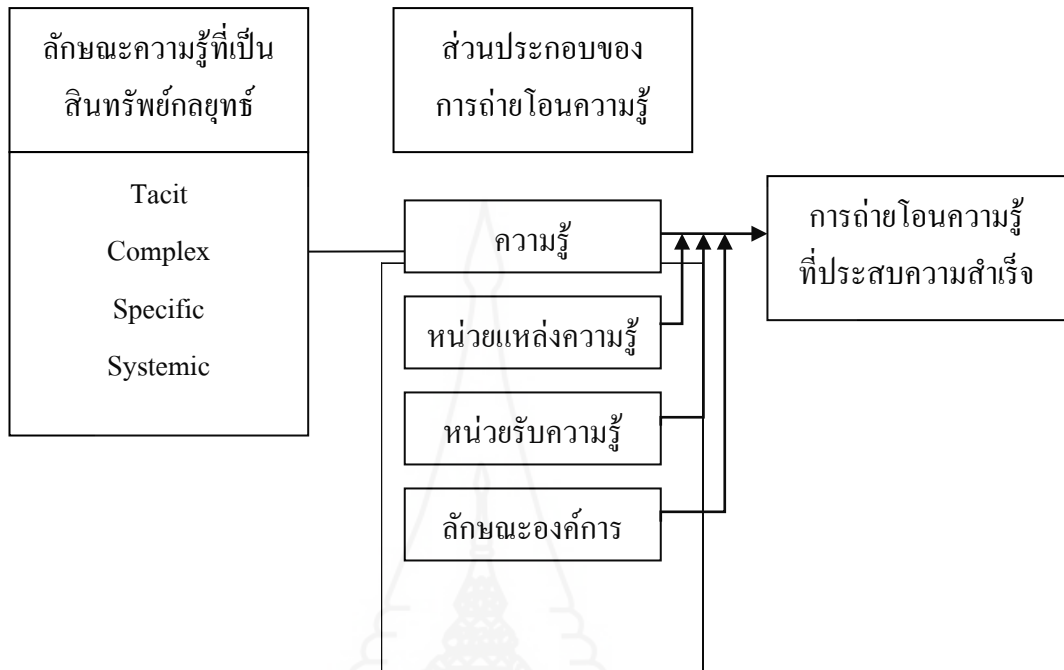 ลักษณะความรู้ที่เป็น
สินทรัพย์กลยุทธ์
Tacit
Complex
Specific
Systemic
ส่วนประกอบของ
การถ่ายโอนความรู้
ความรู้
หน่วยแหล่งความรู้
หน่วยรับความรู้
ลักษณะองค์การ
การถ่ายโอนความรู้
ที่ประสบความสำเร็จ